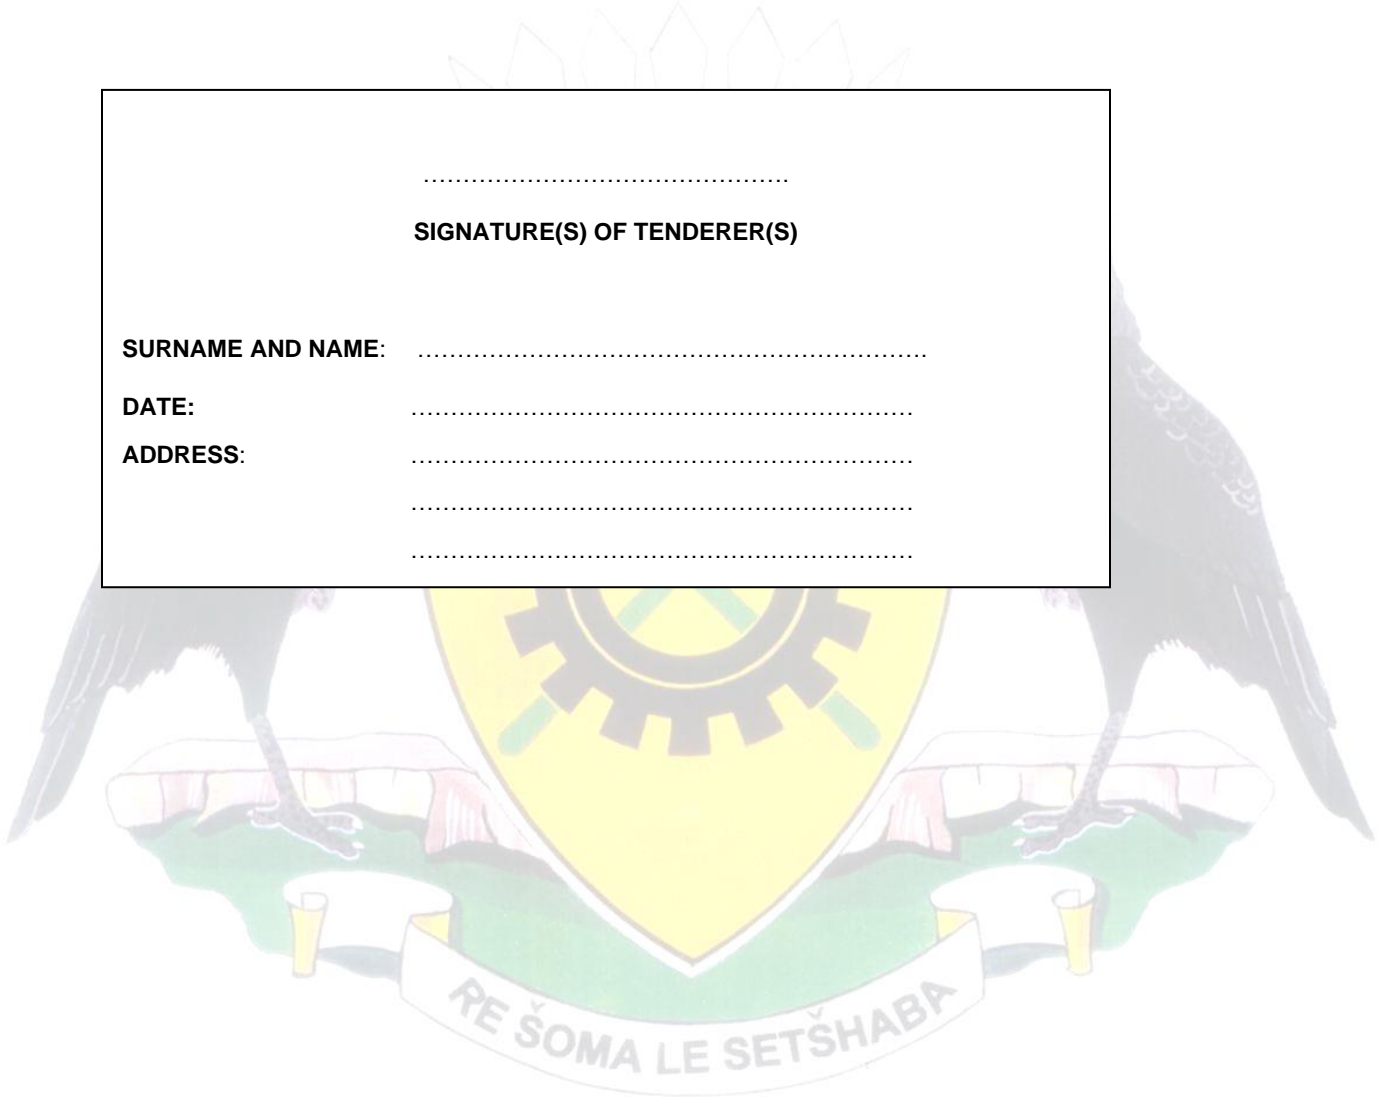 ………………………………………..
SIGNATURE(S) OF TENDERER(S)
SURNAME AND NAME: ……………………………………………………….
DATE: ………………………………………………………
ADDRESS: ………………………………………………………
………………………………………………………
………………………………………………………
RE ŠOMA LE SETŠHABA